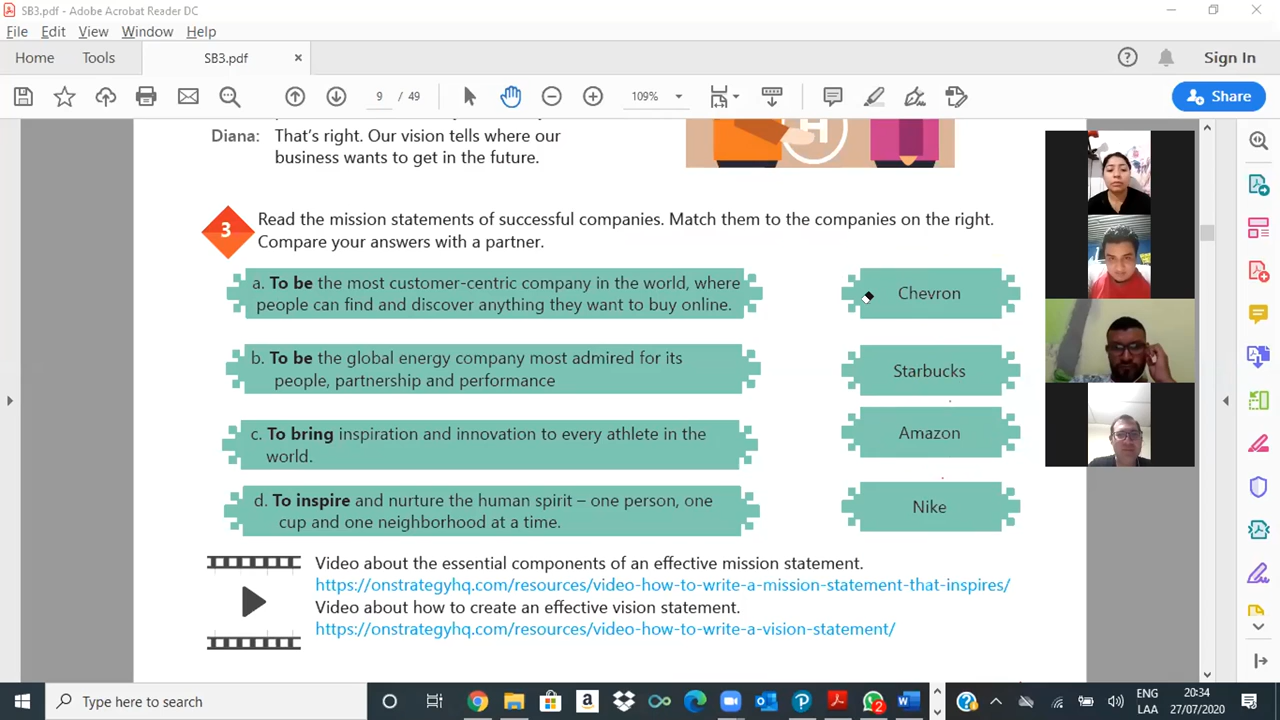 SB3.pdf - Adobe Acrobat Reader DC
File Edit View Window Help
Home Tools SB3.pdf × Sign In
9 / 49 109% Share
Diana: That's right. Our vision tells where our
business wants to get in the future.
H
3 Read the mission statements of successful companies. Match them to the companies on the right.
Compare your answers with a partner.
a. To be the most customer-centric company in the world, where
people can find and discover anything they want to buy online.
Chevron
b. To be the global energy company most admired for its
people, partnership and performance
Starbucks
c. To bring inspiration and innovation to every athlete in the
world.
Amazon
d. To inspire and nurture the human spirit – one person, one
cup and one neighborhood at a time.
Nike
Video about the essential components of an effective mission statement.
https://onstrategyhq.com/resources/video-how-to-write-a-mission-statement-that-inspires/
Video about how to create an effective vision statement.
https://onstrategyhq.com/resources/video-how-to-write-a-vision-statement/
Type here to search
2
ENG 20:34
LAA 27/07/2020